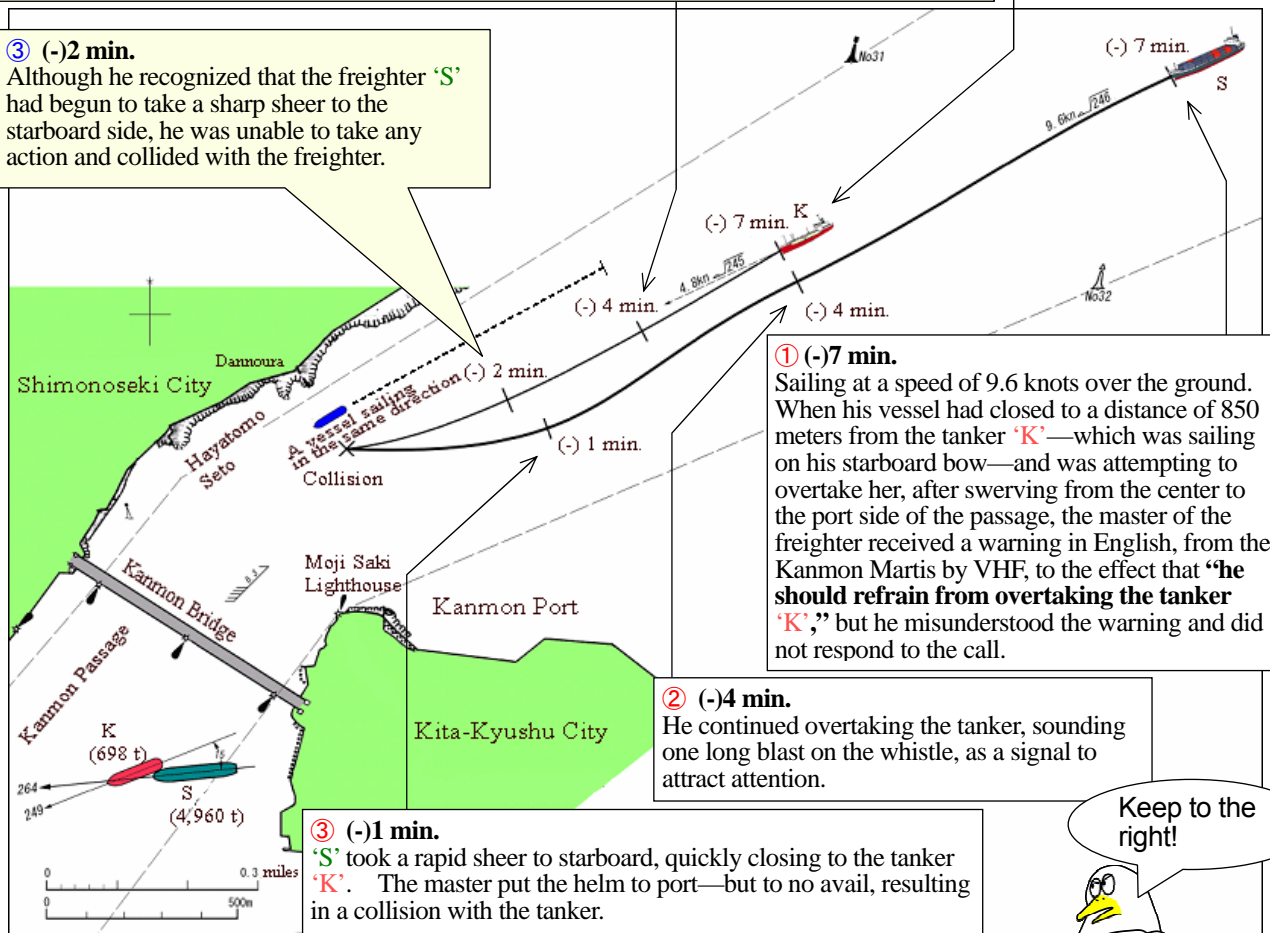 ③ (-)2 min.
Although he recognized that the freighter ‘S’
had begun to take a sharp sheer to the
starboard side, he was unable to take any
action and collided with the freighter.
No31
(-) 7 min.
S
9.6kn
246
(-) 7 min.
K
4.8kn
245
(-) 4 min.
(-) 4 min.
No32
Dannoura
Shimonoseki City
(-) 2 min.
A vessel sailing
in the same direction
Hayatomo
Seto
Collision
(-) 1 min.
① (-)7 min.
Sailing at a speed of 9.6 knots over the ground.
When his vessel had closed to a distance of 850
meters from the tanker ‘K’—which was sailing
on his starboard bow—and was attempting to
overtake her, after swerving from the center to
the port side of the passage, the master of the
freighter received a warning in English, from the
Kanmon Martis by VHF, to the effect that “he
should refrain from overtaking the tanker
‘K’,” but he misunderstood the warning and did
not respond to the call.
Moji Saki
Lighthouse
Kanmon Port
Kanmon Bridge
Kanmon Passage
② (-)4 min.
He continued overtaking the tanker, sounding
one long blast on the whistle, as a signal to
attract attention.
Kita-Kyushu City
K
(698 t)
15
264
249
S
(4,960 t)
0 0.3 miles
0 500m
③ (-)1 min.
‘S’ took a rapid sheer to starboard, quickly closing to the tanker
‘K’. The master put the helm to port—but to no avail, resulting
in a collision with the tanker.
Keep to the
right!